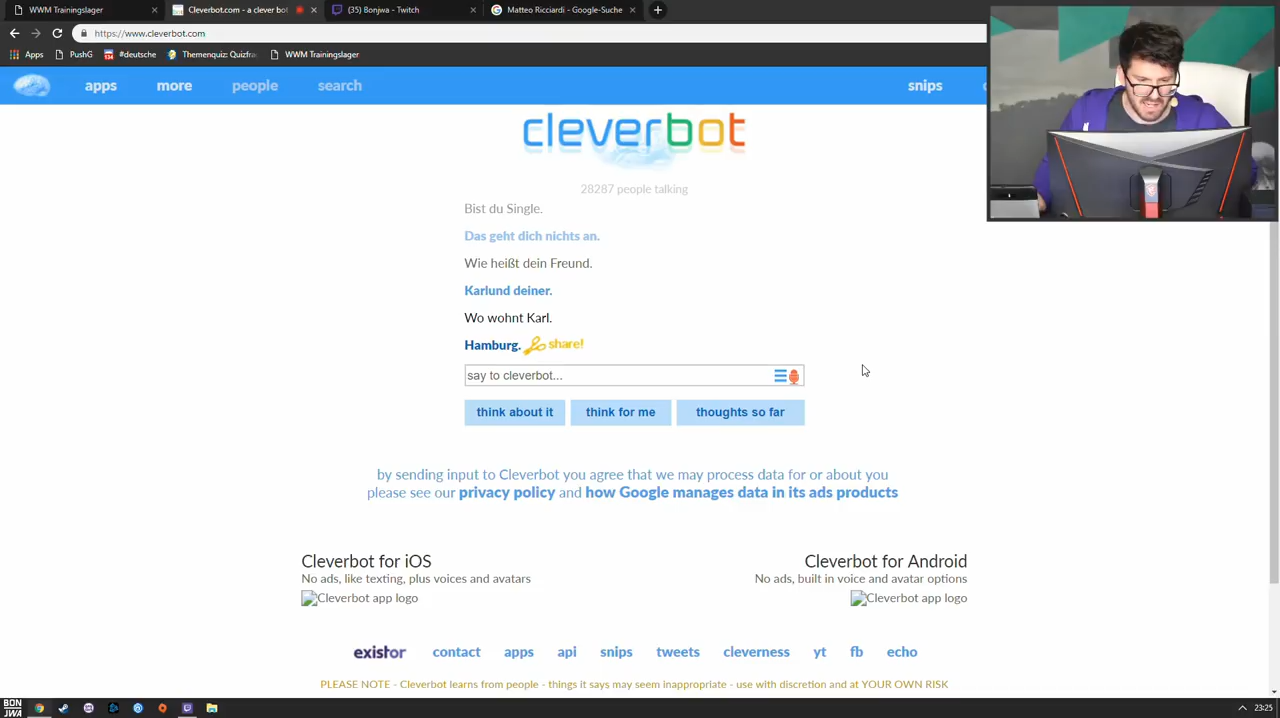 WWM Trainingslager
Cleverbot.com - a clever bot
(35) Bonjwa - Twitch
Matteo Ricciardi - Google-Suche
https://www.cleverbot.com
Apps
PushG
#deutsche
Themenquiz: Quizfra
WWM Trainingslager
apps
more
people
search
snips
cleverbot
28287 people talking
Bist du Single.
Das geht dich nichts an.
Wie heißt dein Freund.
Karlund deiner.
Wo wohnt Karl.
Hamburg. share!
say to cleverbot...
think about it
think for me
thoughts so far
by sending input to Cleverbot you agree that we may process data for or about you
please see our privacy policy and how Google manages data in its ads products
Cleverbot for iOS
No ads, like texting, plus voices and avatars
Cleverbot app logo
Cleverbot for Android
No ads, built in voice and avatar options
Cleverbot app logo
existor contact apps api snips tweets cleverness yt fb echo
PLEASE NOTE - Cleverbot learns from people - things it says may seem inappropriate - use with discretion and at YOUR OWN RISK
BON
JWA
23:25